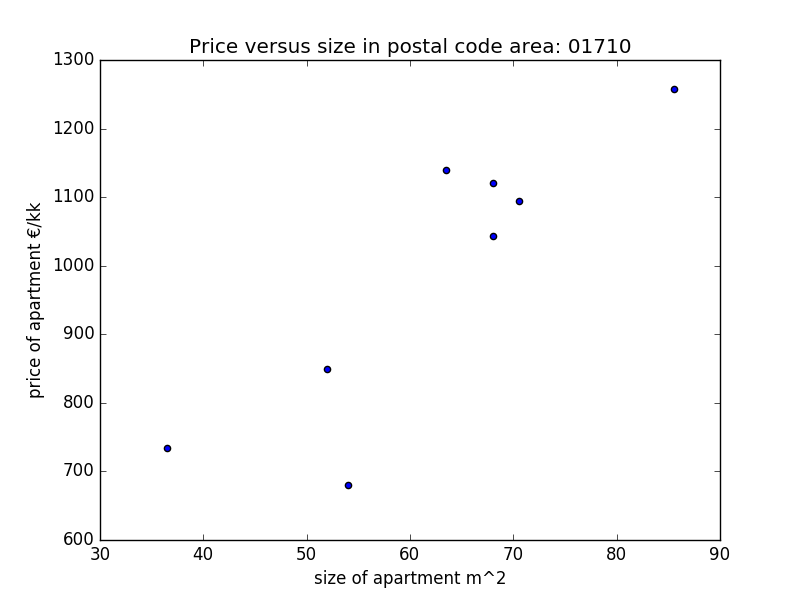 Price versus size in postal code area: 01710
1300
1200
1100
1000
900
800
700
600
price of apartment €/kk
30 40 50 60 70 80 90
size of apartment m^2